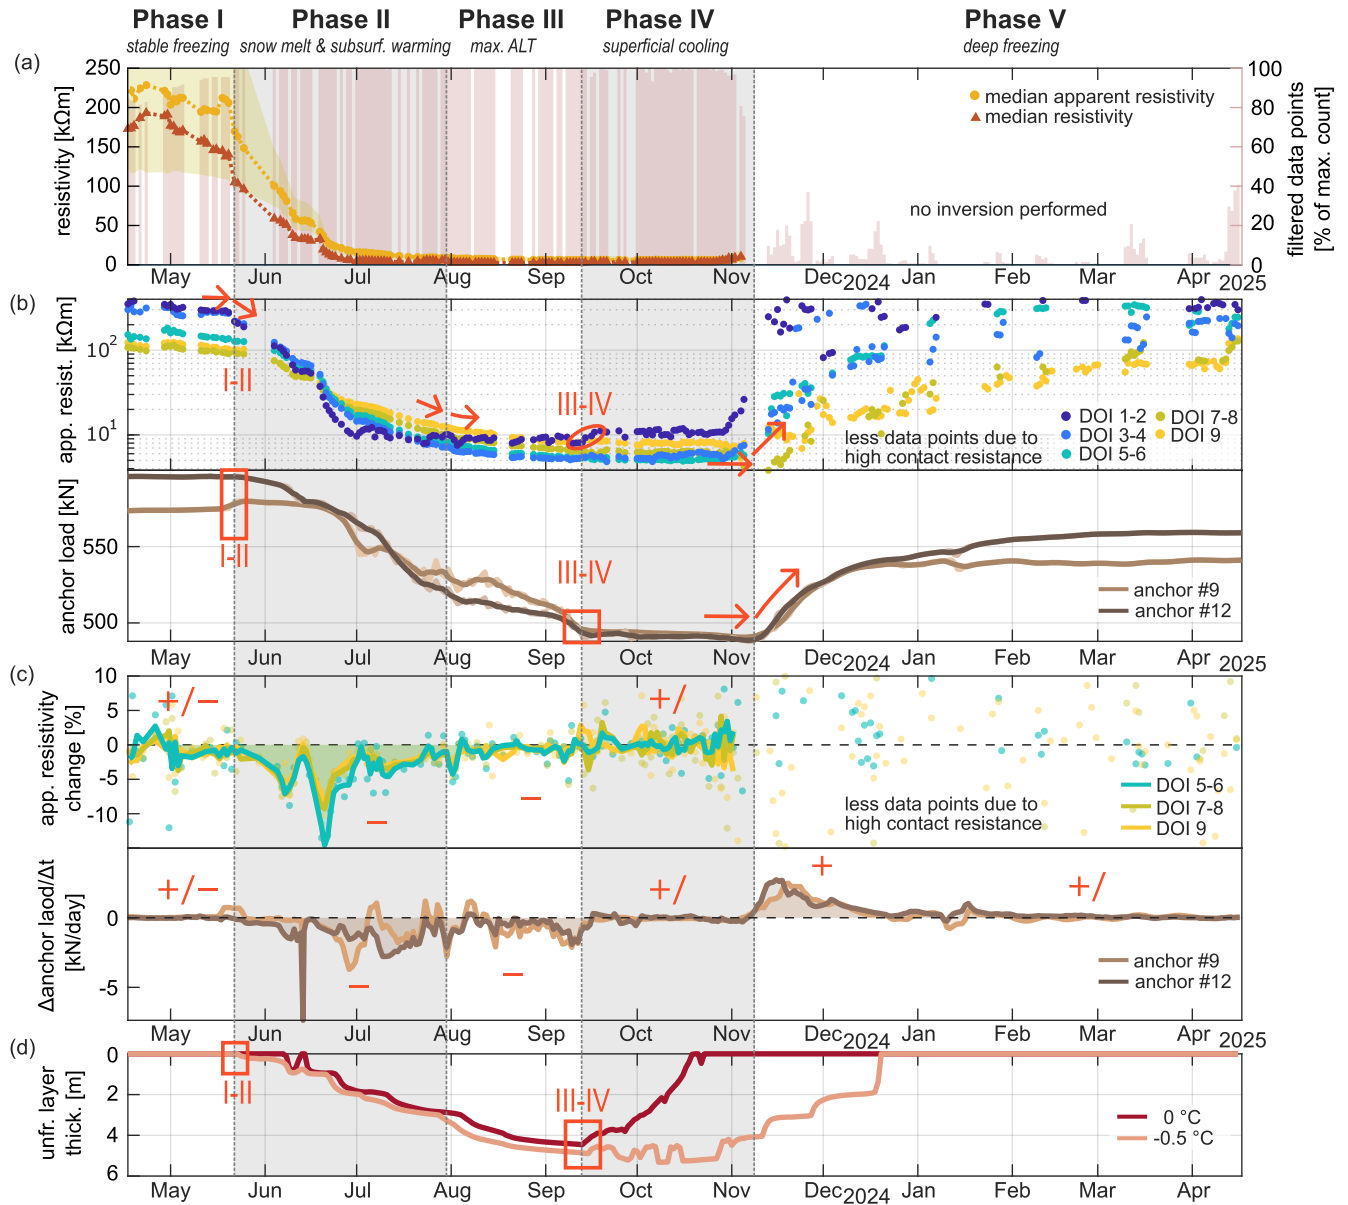 Phase I Phase II Phase III Phase IV Phase V
stable freezing snow melt & subsurf. warming max. ALT superficial cooling deep freezing
(a)
resistivity [kΩm]
250
200
150
100
50
0
median apparent resistivity
median resistivity
no inversion performed
100
80
60
40
20
0
filtered data points
[% of max. count]
May Jun Jul Aug Sep Oct Nov Dec 2024 Jan Feb Mar Apr 2025
(b)
app. resist. [kΩm]
10²
10¹
I-II
III-IV
less data points due to
high contact resistance
DOI 1-2 DOI 7-8
DOI 3-4 DOI 9
DOI 5-6
anchor load [kN]
550
500
I-II
III-IV
anchor #9
anchor #12
May Jun Jul Aug Sep Oct Nov Dec 2024 Jan Feb Mar Apr 2025
(c)
app. resistivity
change [%]
10
5
0
-5
-10
+/−
−
−
+/
less data points due to
high contact resistance
DOI 5-6
DOI 7-8
DOI 9
Δanchor laod/Δt
[kN/day]
0
-5
+/−
−
−
+/
+
+/
anchor #9
anchor #12
May Jun Jul Aug Sep Oct Nov Dec 2024 Jan Feb Mar Apr 2025
(d)
unfr. layer
thick. [m]
0
2
4
6
I-II
III-IV
0 °C
-0.5 °C
May Jun Jul Aug Sep Oct Nov Dec 2024 Jan Feb Mar Apr 2025